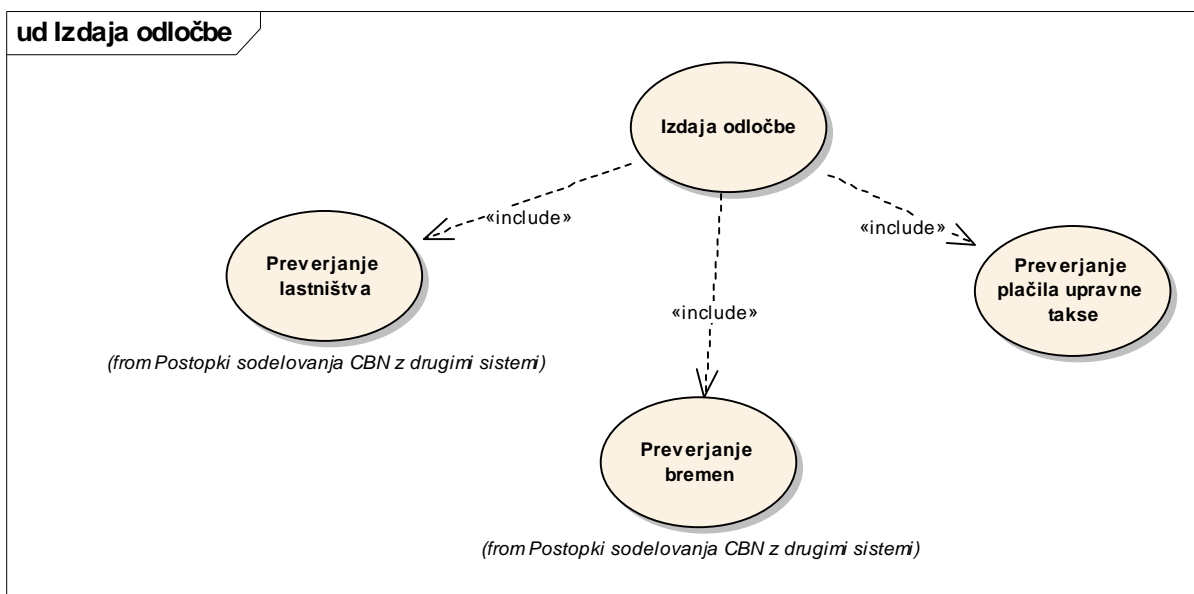 ud Izdaja odločbe
Izdaja odločbe
«include»
«include»
«include»
Preverjanje
lastništva
(from Postopki sodelovanja CBN z drugimi sistemi)
Preverjanje
plačila upravne
takse
Preverjanje
bremen
(from Postopki sodelovanja CBN z drugimi sistemi)